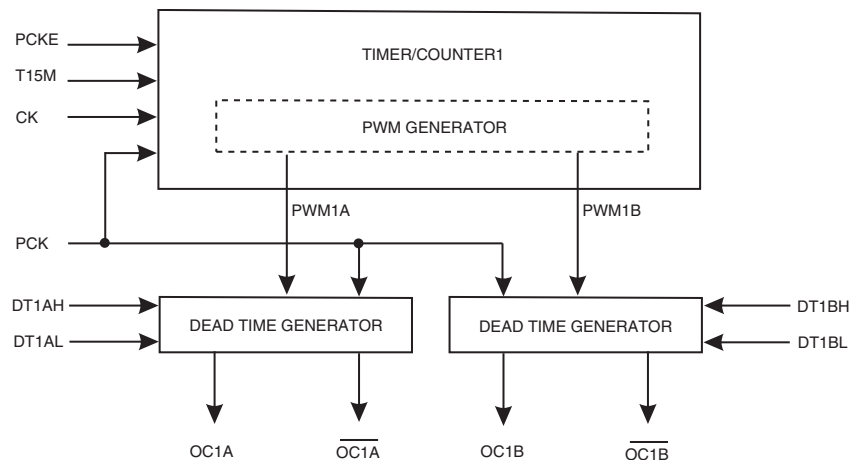 PCKE
TIMER/COUNTER1
T15M
CK
PWM GENERATOR
PWM1A
PWM1B
PCK
DT1AH
DEAD TIME GENERATOR
DEAD TIME GENERATOR
DT1BH
DT1AL
DT1BL
OC1A
OC1A
OC1B
OC1B